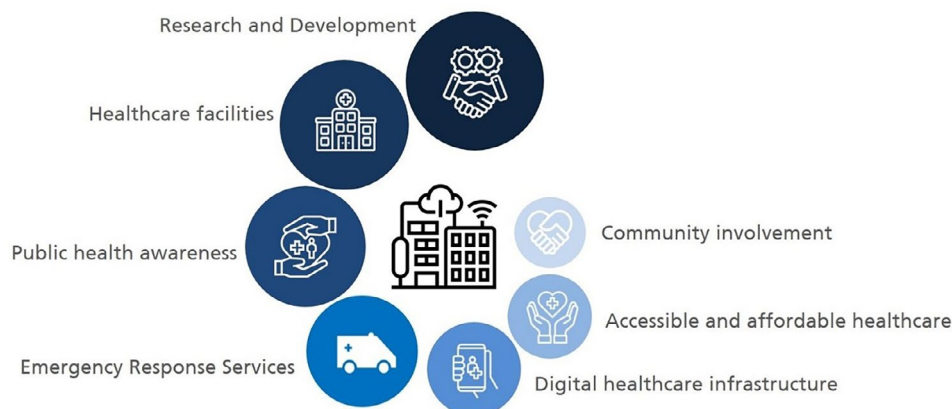 Research and Development
Healthcare facilities
Public health awareness
Community involvement
Accessible and affordable healthcare
Emergency Response Services
Digital healthcare infrastructure